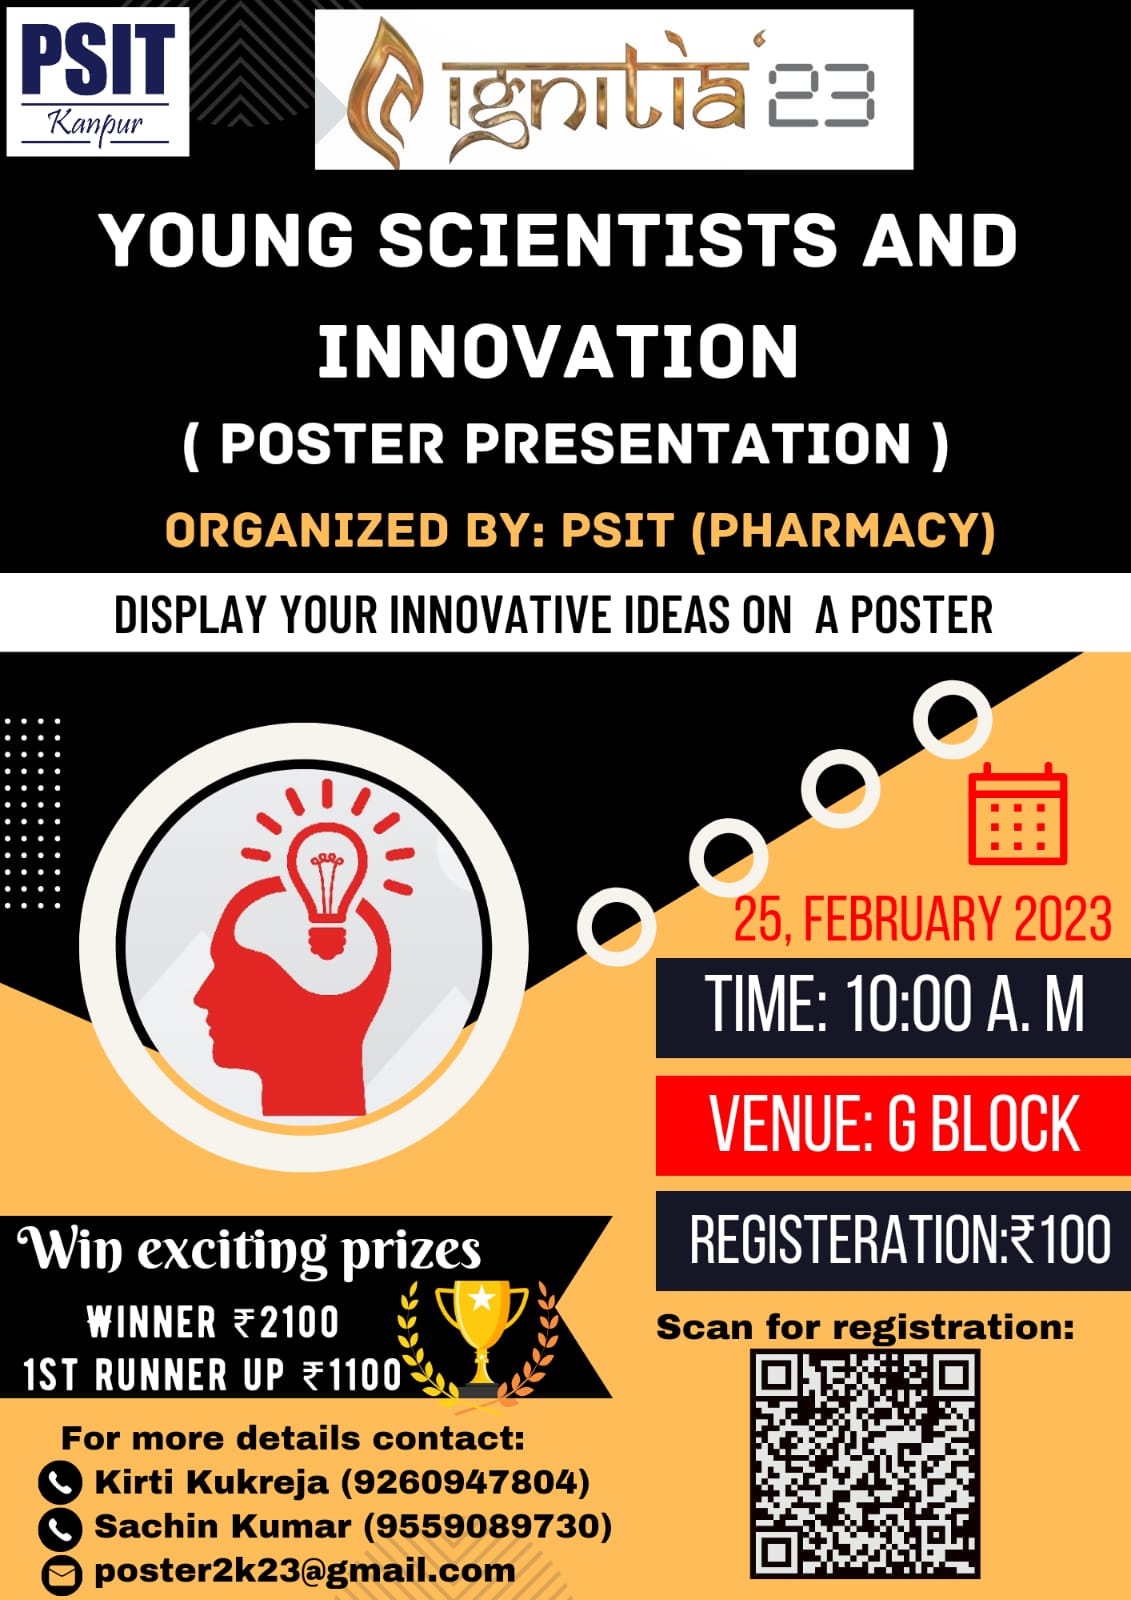 PSIT
Kanpur
ignitia'23
YOUNG SCIENTISTS AND
INNOVATION
( POSTER PRESENTATION )
ORGANIZED BY: PSIT (PHARMACY)
DISPLAY YOUR INNOVATIVE IDEAS ON A POSTER
25, FEBRUARY 2023
TIME: 10:00 A. M
VENUE: G BLOCK
REGISTERATION:₹100
Win exciting prizes
WINNER ₹2100
1ST RUNNER UP ₹1100
Scan for registration:
For more details contact:
Kirti Kukreja (9260947804)
Sachin Kumar (9559089730)
poster2k23@gmail.com